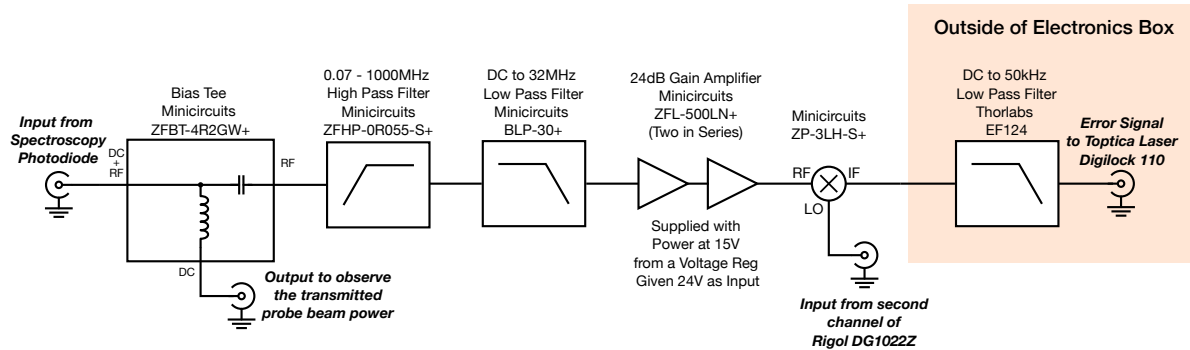 Outside of Electronics Box
Input from
Spectroscopy
Photodiode
Bias Tee
Minicircuits
ZFBT-4R2GW+
DC
+
RF
RF
DC
Output to observe
the transmitted
probe beam power
0.07 - 1000MHz
High Pass Filter
Minicircuits
ZFHP-0R055-S+
DC to 32MHz
Low Pass Filter
Minicircuits
BLP-30+
24dB Gain Amplifier
Minicircuits
ZFL-500LN+
(Two in Series)
Supplied with
Power at 15V
from a Voltage Reg
Given 24V as Input
Minicircuits
ZP-3LH-S+
RF
IF
LO
Input from second
channel of
Rigol DG1022Z
DC to 50kHz
Low Pass Filter
Thorlabs
EF124
Error Signal
to Toptica Laser
Digilock 110